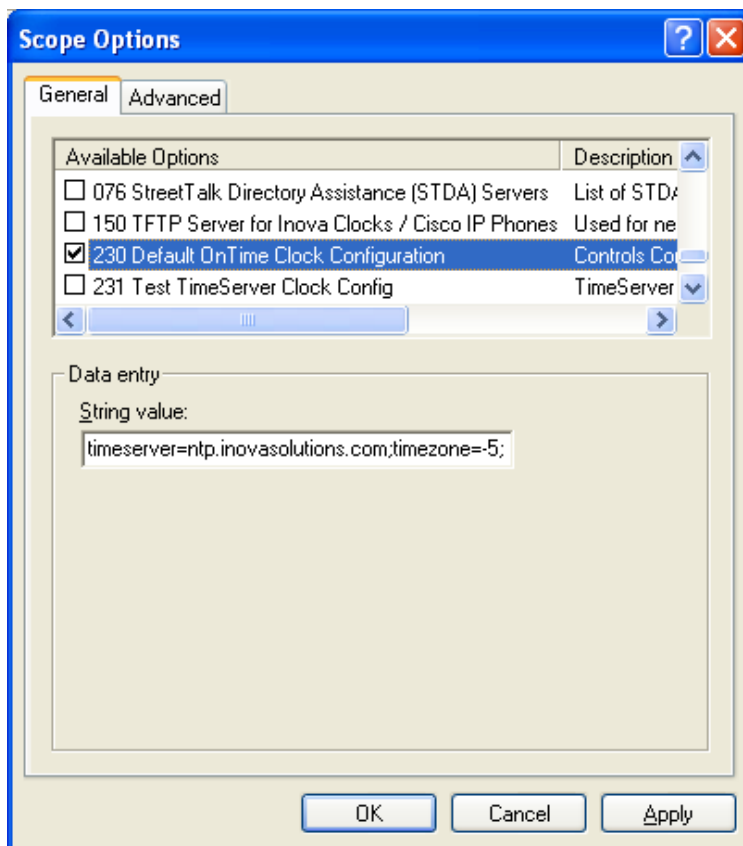 Scope Options
General Advanced
Available Options Description
076 StreetTalk Directory Assistance (STDA) Servers List of STDA
150 TFTP Server for Inova Clocks / Cisco IP Phones Used for ne
230 Default OnTime Clock Configuration Controls Co
231 Test TimeServer Clock Config TimeServer
Data entry
String value:
timeserver=ntp.inovasolutions.com;timezone=-5;
OK Cancel Apply